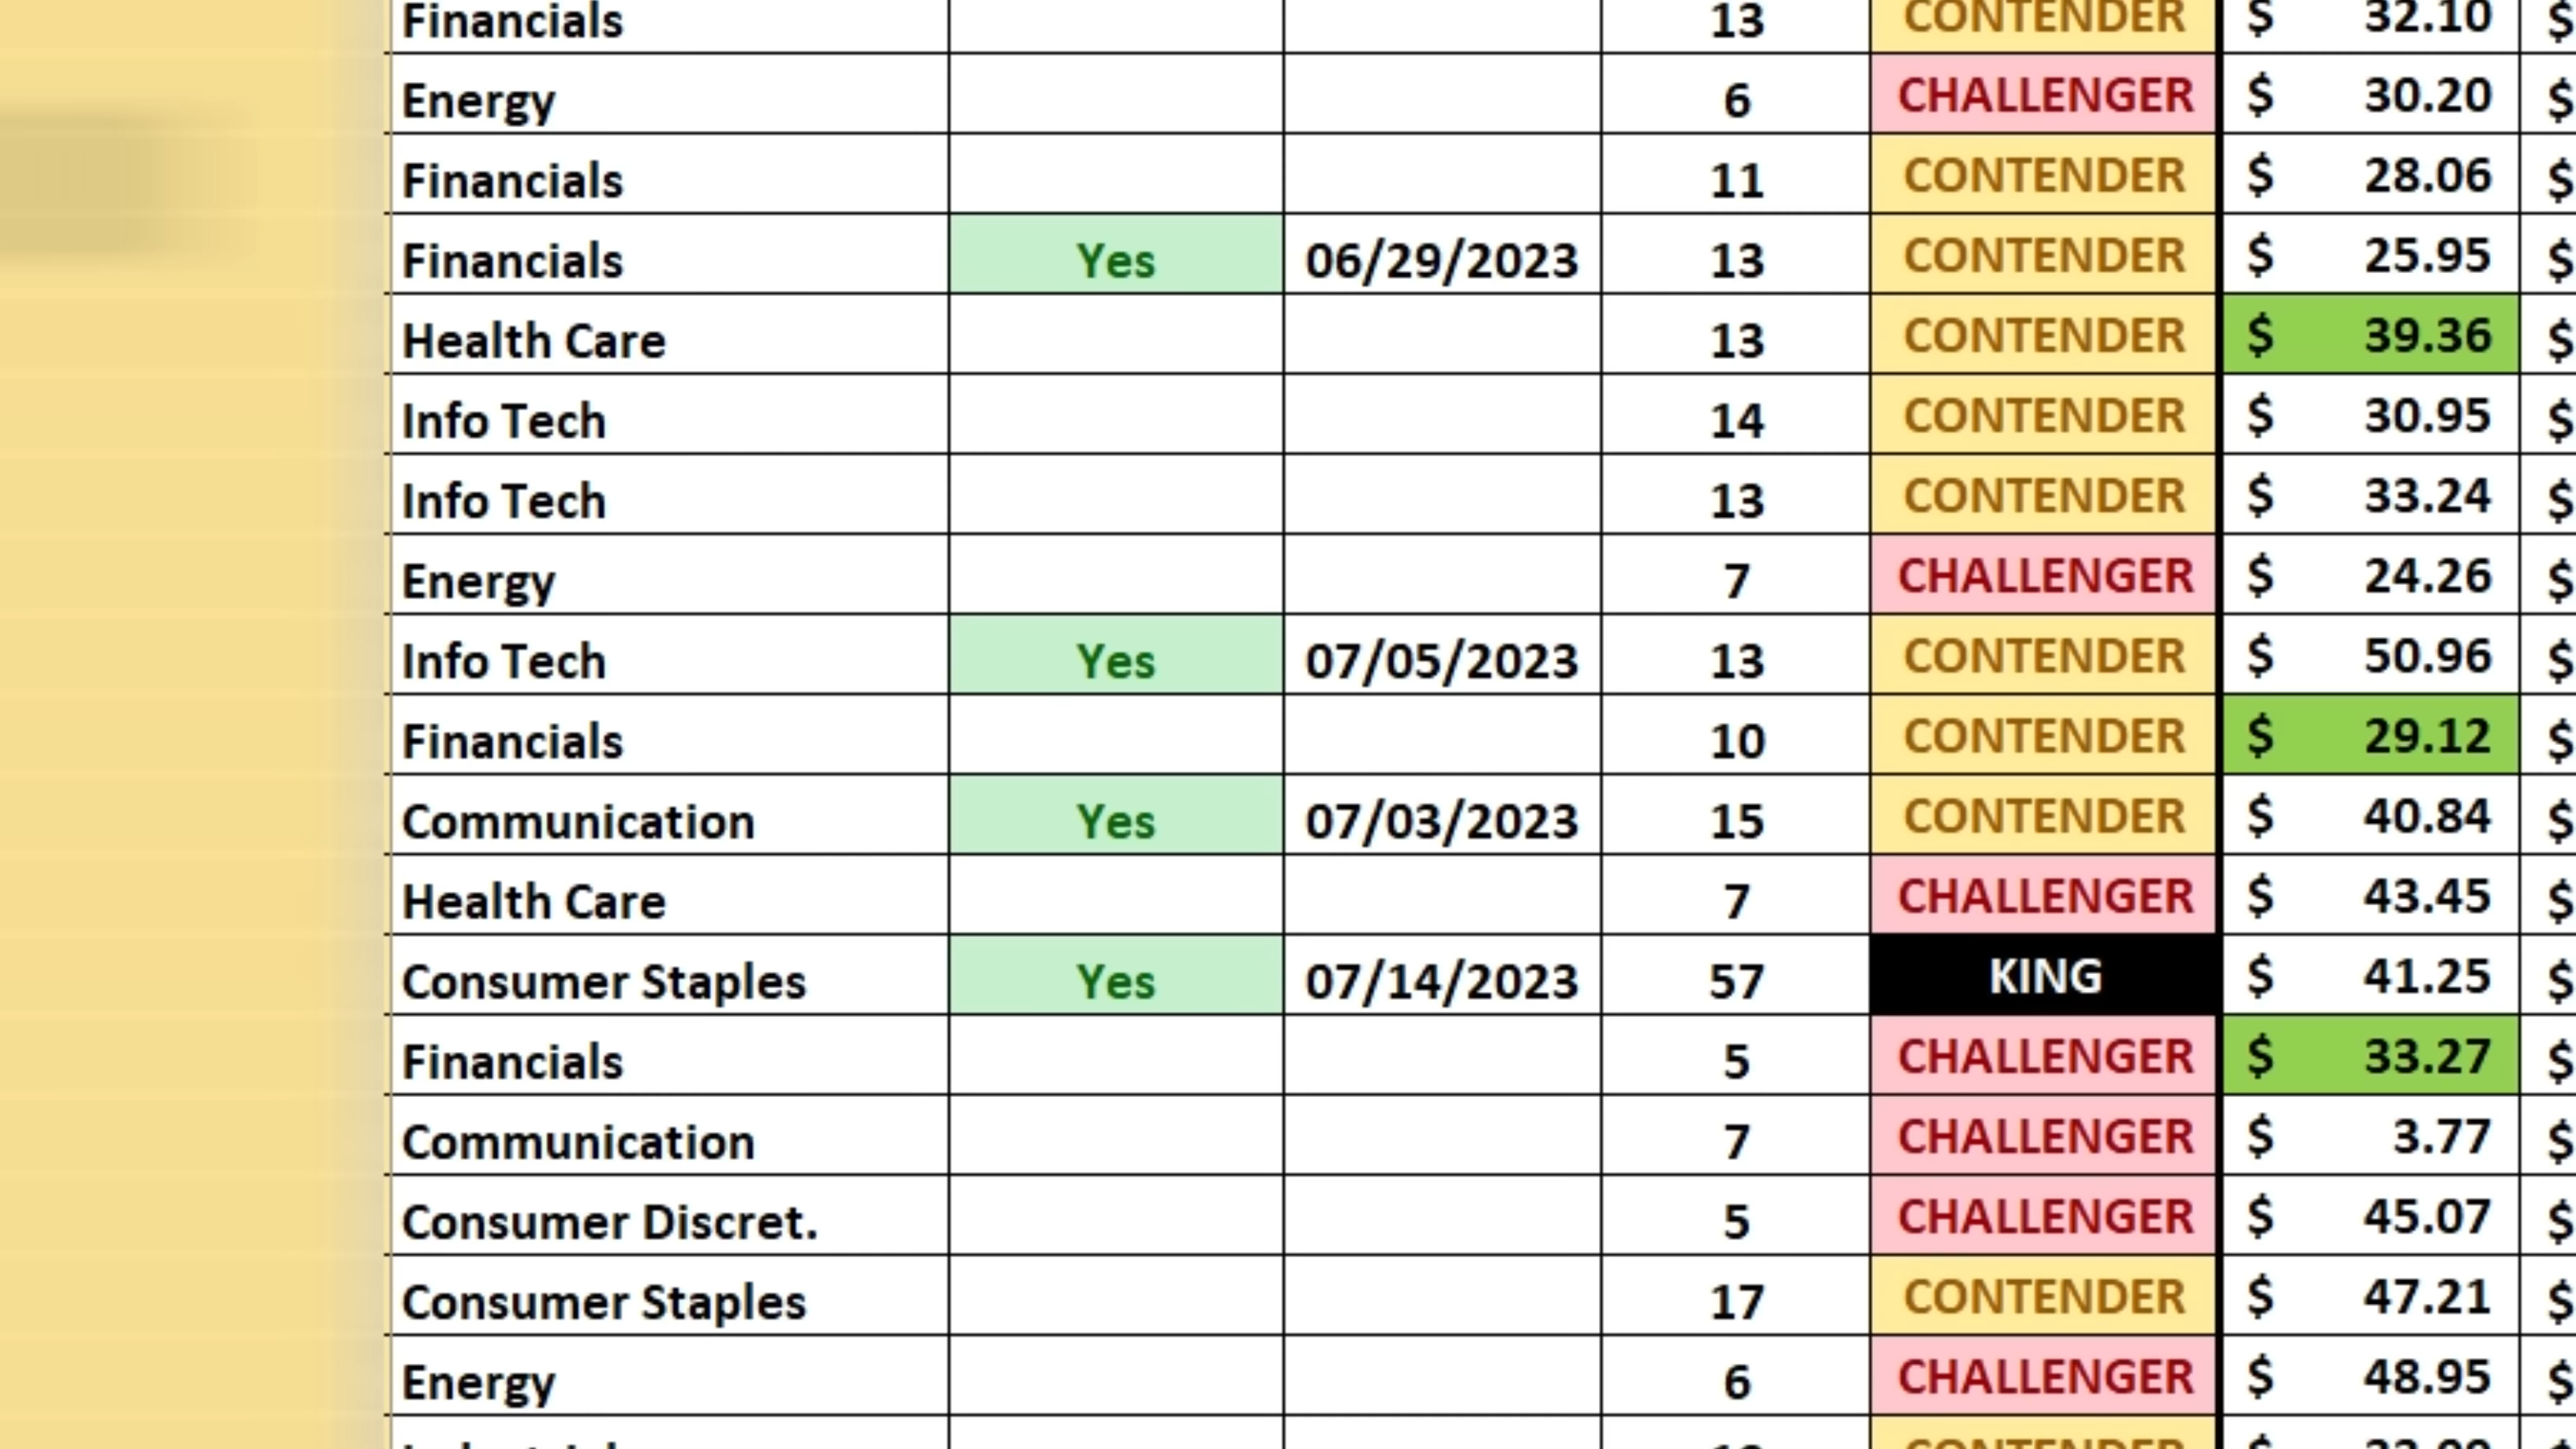 Financials 13 CONTENDER $ 32.10 $
Energy 6 CHALLENGER $ 30.20 $
Financials 11 CONTENDER $ 28.06 $
Financials Yes 06/29/2023 13 CONTENDER $ 25.95 $
Health Care 13 CONTENDER $ 39.36 $
Info Tech 14 CONTENDER $ 30.95 $
Info Tech 13 CONTENDER $ 33.24 $
Energy 7 CHALLENGER $ 24.26 $
Info Tech Yes 07/05/2023 13 CONTENDER $ 50.96 $
Financials 10 CONTENDER $ 29.12 $
Communication Yes 07/03/2023 15 CONTENDER $ 40.84 $
Health Care 7 CHALLENGER $ 43.45 $
Consumer Staples Yes 07/14/2023 57 KING $ 41.25 $
Financials 5 CHALLENGER $ 33.27 $
Communication 7 CHALLENGER $ 3.77 $
Consumer Discret. 5 CHALLENGER $ 45.07 $
Consumer Staples 17 CONTENDER $ 47.21 $
Energy 6 CHALLENGER $ 48.95 $
CONTENDER $